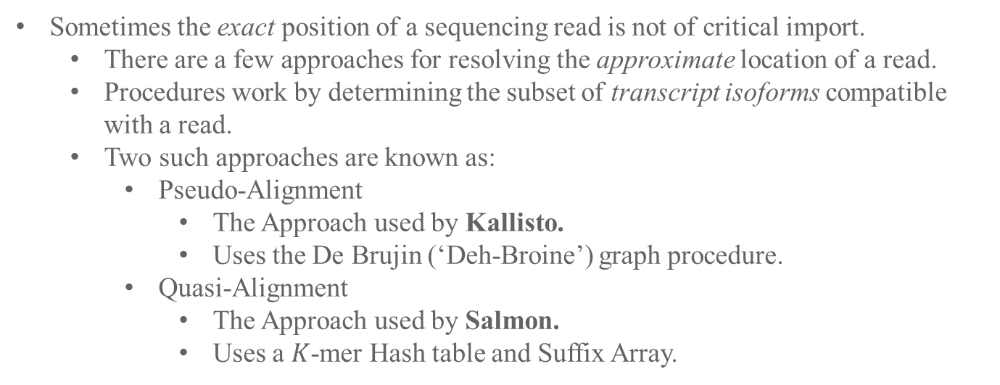 • Sometimes the exact position of a sequencing read is not of critical import.
• There are a few approaches for resolving the approximate location of a read.
• Procedures work by determining the subset of transcript isoforms compatible
with a read.
• Two such approaches are known as:
• Pseudo-Alignment
• The Approach used by Kallisto.
• Uses the De Brujin (‘Deh-Broine’) graph procedure.
• Quasi-Alignment
• The Approach used by Salmon.
• Uses a K-mer Hash table and Suffix Array.